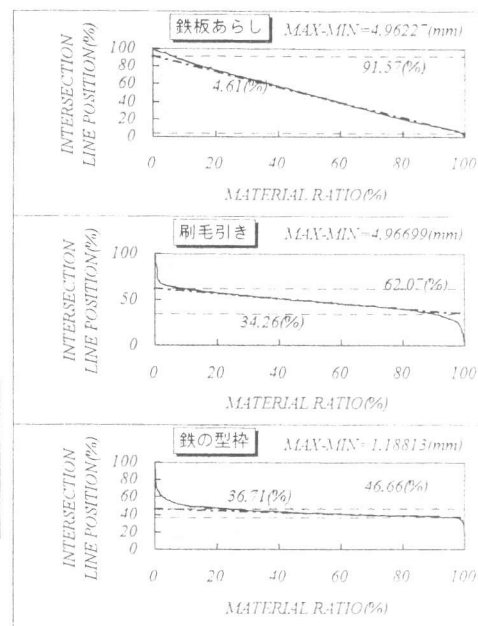 鉄板あらし MAX-MIN=4.96227(mm)
INTERSECTION
LINE POSITION(%)
100
80
60
40
20
0
91.57(%)
4.61(%)
0 20 40 60 80 100
MATERIAL RATIO(%)
刷毛引き MAX-MIN=4.96699(mm)
INTERSECTION
LINE POSITION(%)
100
50
0
62.07(%)
34.26(%)
0 20 40 60 80 100
MATERIAL RATIO(%)
鉄の型枠 MAX-MIN=1.18813(mm)
INTERSECTION
LINE POSITION(%)
100
80
60
40
20
0
36.71(%) 46.66(%)
0 20 40 60 80 100
MATERIAL RATIO(%)